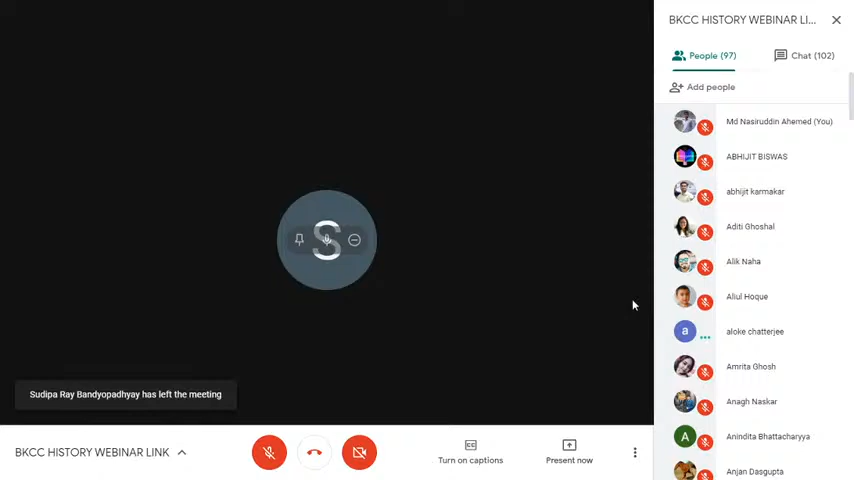 BKCC HISTORY WEBINAR LI...
People (97)
Chat (102)
Add people
Md Nasiruddin Ahemed (You)
ABHIJIT BISWAS
abhijit karmakar
Aditi Ghoshal
Alik Naha
Aliul Hoque
a
aloke chatterjee
Amrita Ghosh
Anagh Naskar
A
Anindita Bhattacharyya
Anjan Dasgupta
S
Sudipa Ray Bandyopadhyay has left the meeting
BKCC HISTORY WEBINAR LINK
CC
Turn on captions
Present now